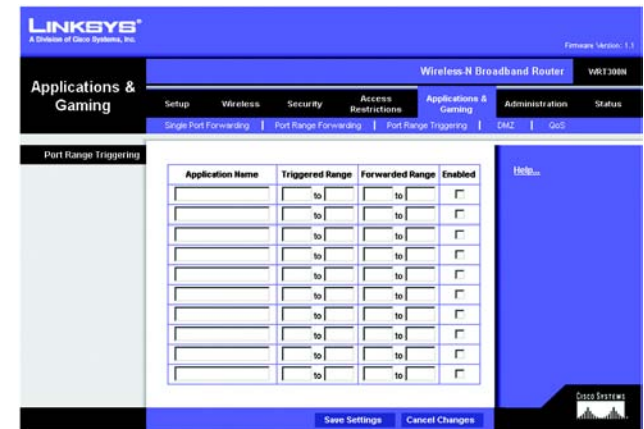 LINKSYS®
A Division of Cisco Systems, Inc.
Firmware Version: 1.1
Wireless-N Broadband Router WRT300N
Applications & Gaming
Setup Wireless Security Access Restrictions Applications & Gaming Administration Status
Single Port Forwarding | Port Range Forwarding | Port Range Triggering | DMZ | QoS
Port Range Triggering
Help...
Application Name Triggered Range Forwarded Range Enabled
to to
to to
to to
to to
to to
to to
to to
to to
to to
to to
Save Settings Cancel Changes
CISCO SYSTEMS